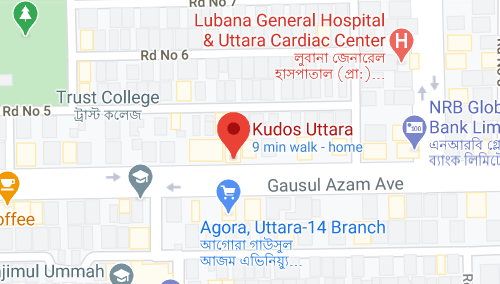 Rd No 7
Lubana General Hospital
& Uttara Cardiac Center
লুবানা জেনারেল
হাসপাতাল (প্রা:)...
Rd No 6
Trust College
ট্রাস্ট কলেজ
Rd No 5
Kudos Uttara
9 min walk - home
NRB Glob
Bank Lim
এনআরবি গ্লো
ব্যাংক লিমিটে
Gausul Azam Ave
offee
Agora, Uttara-14 Branch
আগোরা গাউসুল
আজম এভিনিয়্যু...
jimul Ummah